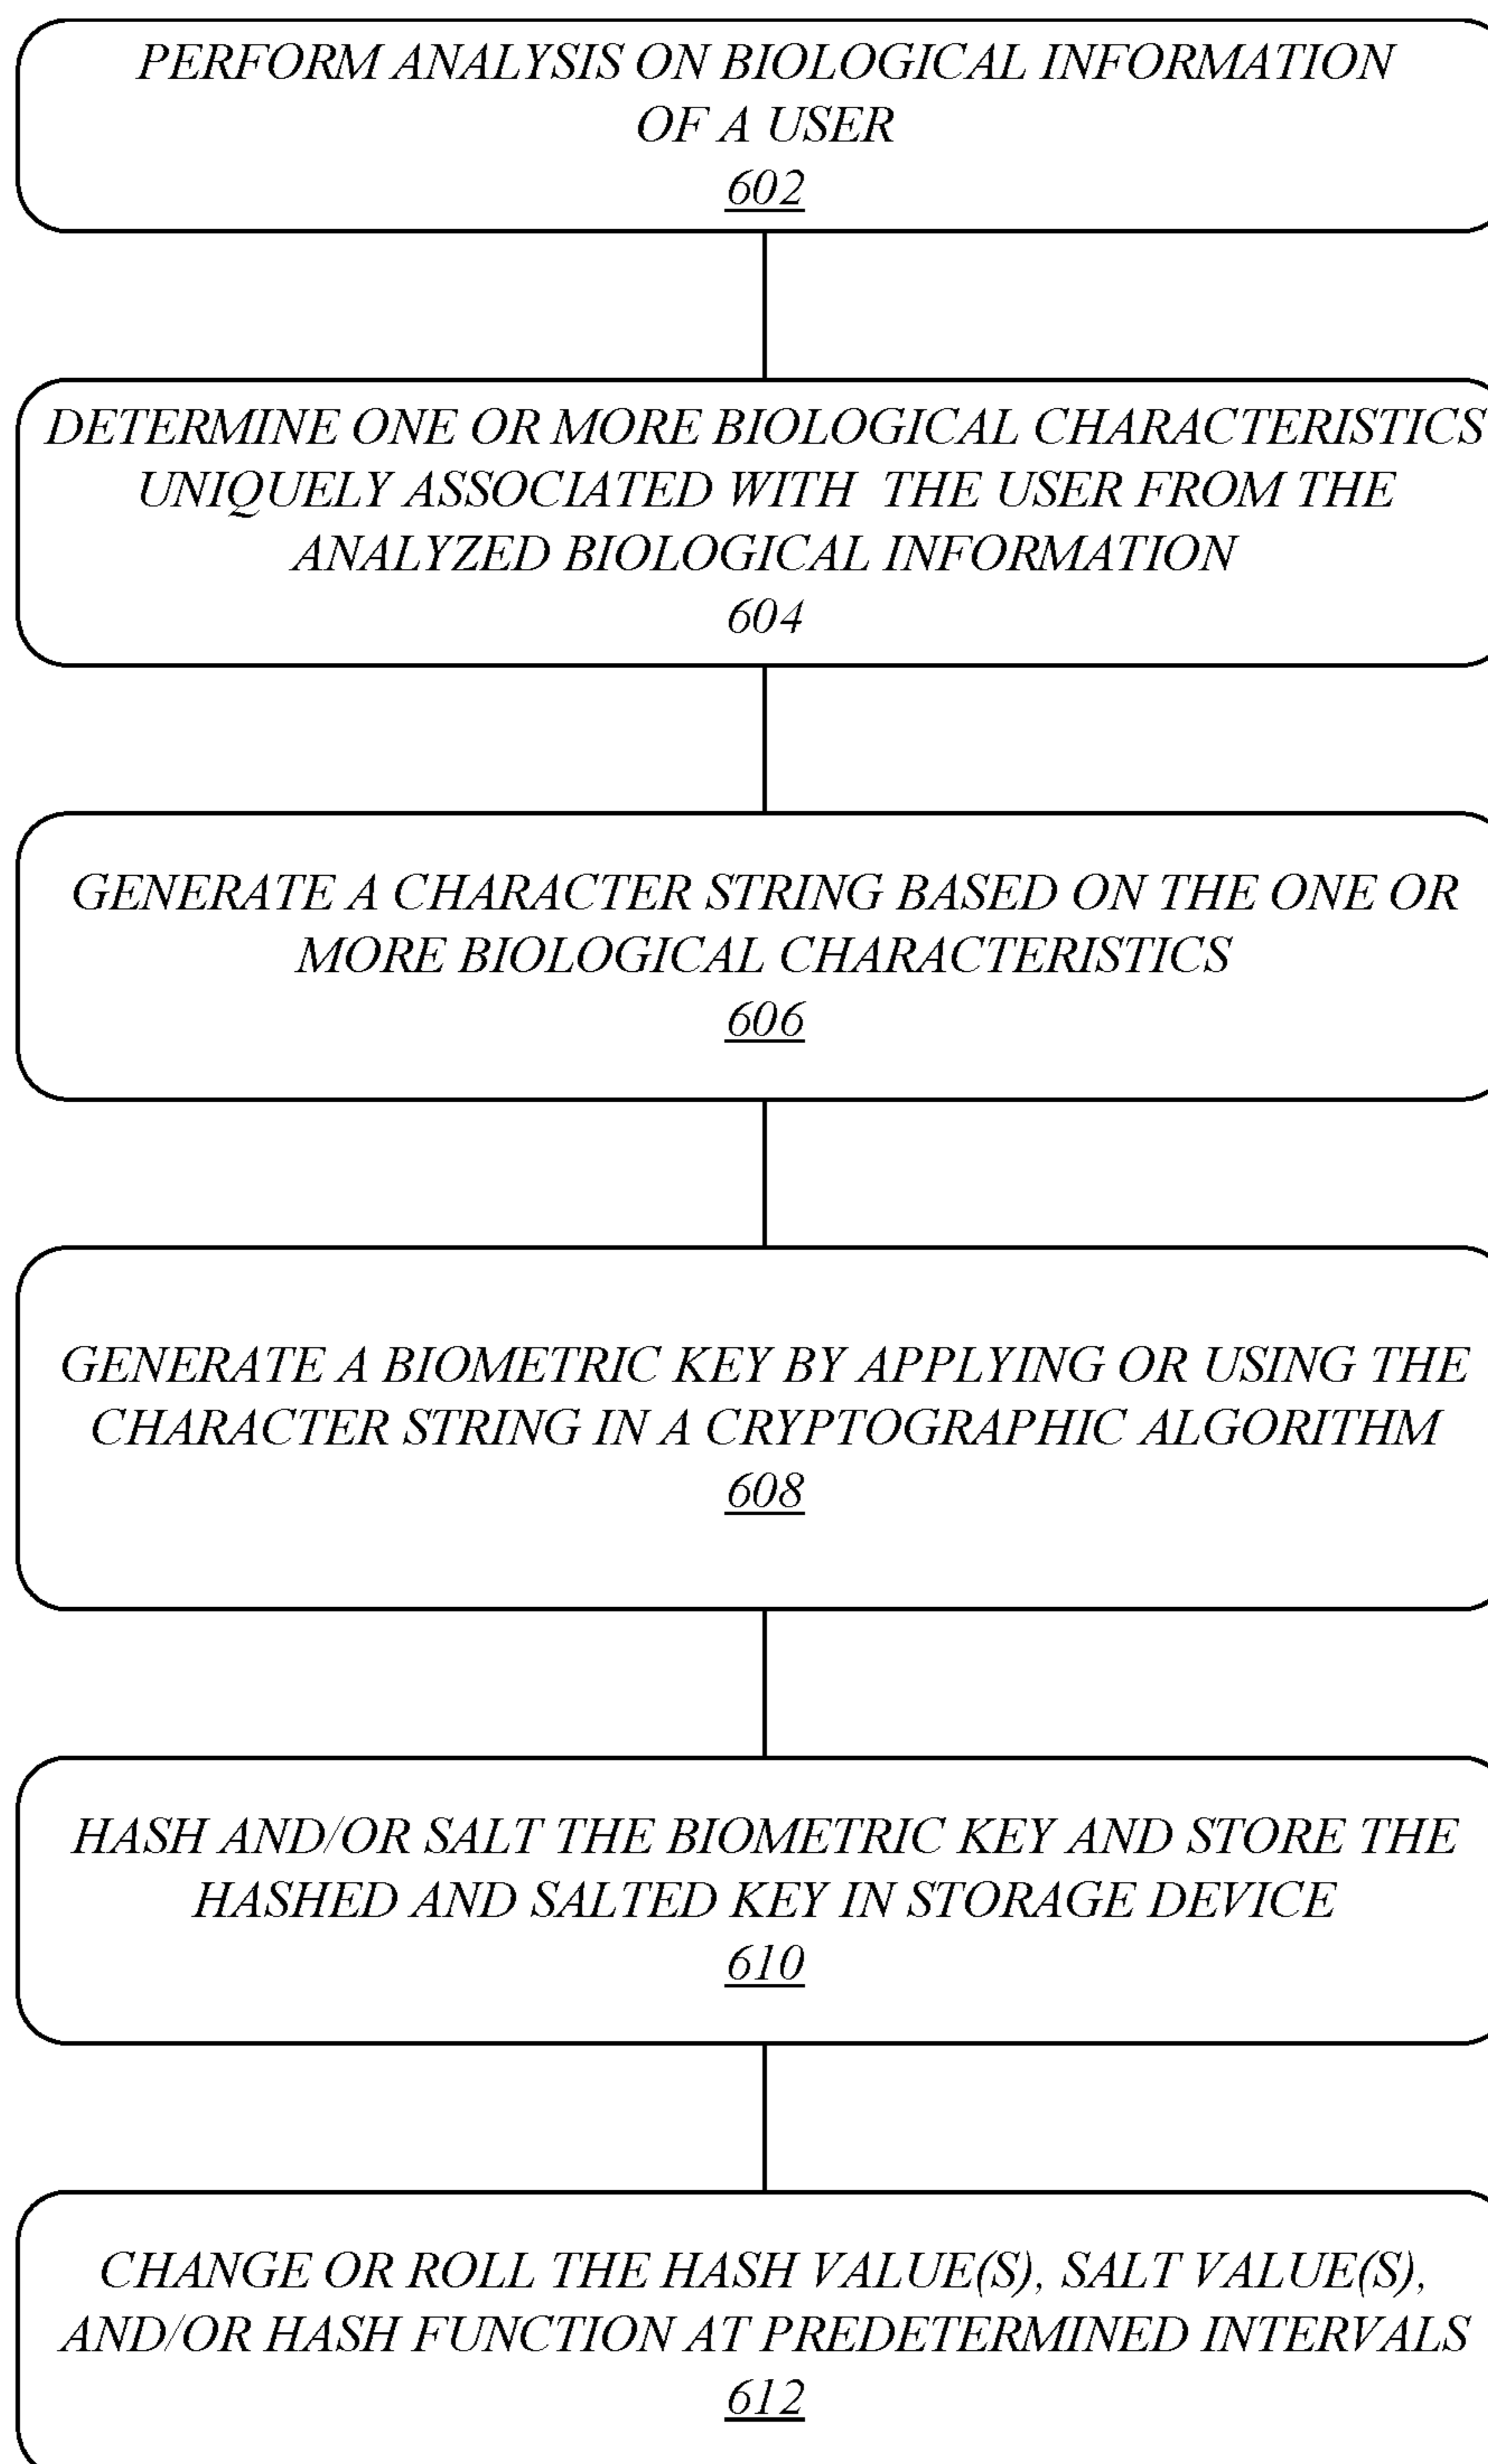 PERFORM ANALYSIS ON BIOLOGICAL INFORMATION
OF A USER
602
DETERMINE ONE OR MORE BIOLOGICAL CHARACTERISTICS
UNIQUELY ASSOCIATED WITH THE USER FROM THE
ANALYZED BIOLOGICAL INFORMATION
604
GENERATE A CHARACTER STRING BASED ON THE ONE OR
MORE BIOLOGICAL CHARACTERISTICS
606
GENERATE A BIOMETRIC KEY BY APPLYING OR USING THE
CHARACTER STRING IN A CRYPTOGRAPHIC ALGORITHM
608
HASH AND/OR SALT THE BIOMETRIC KEY AND STORE THE
HASHED AND SALTED KEY IN STORAGE DEVICE
610
CHANGE OR ROLL THE HASH VALUE(S), SALT VALUE(S),
AND/OR HASH FUNCTION AT PREDETERMINED INTERVALS
612